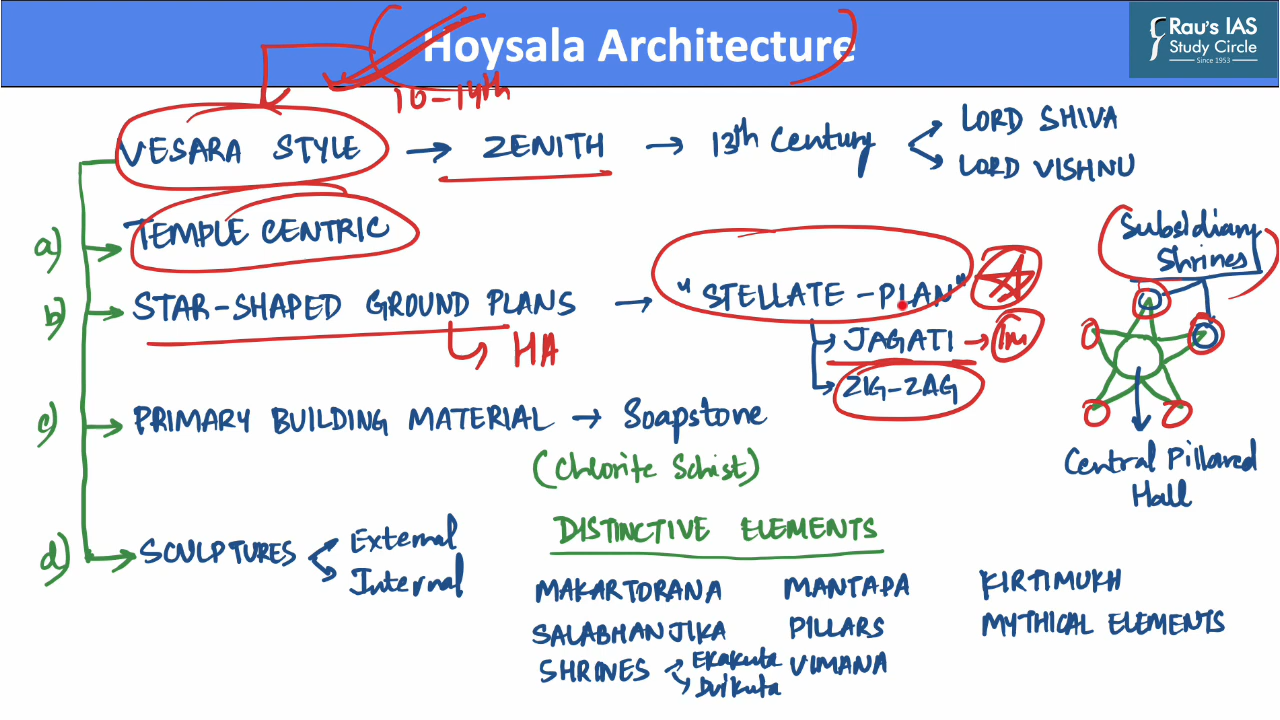 Hoysala Architecture
Rau's IAS
Study Circle
Since 1953
10-14th
VESARA STYLE → ZENITH → 13th Century
LORD SHIVA
LORD VISHNU
a) TEMPLE CENTRIC
Subsidiary
Shrines
b) STAR-SHAPED GROUND PLANS → "STELLATE-PLAN"
HA
JAGATI → 1m
ZIG-ZAG
c) PRIMARY BUILDING MATERIAL → Soapstone
(Chlorite Schist)
Central Pillared
Hall
d) SCULPTURES
External
Internal
DISTINCTIVE ELEMENTS
MAKARTORANA MANTAPA KIRTIMUKH
SALABHANJIKA PILLARS MYTHICAL ELEMENTS
SHRINES Ekakuta VIMANA
Dvikuta